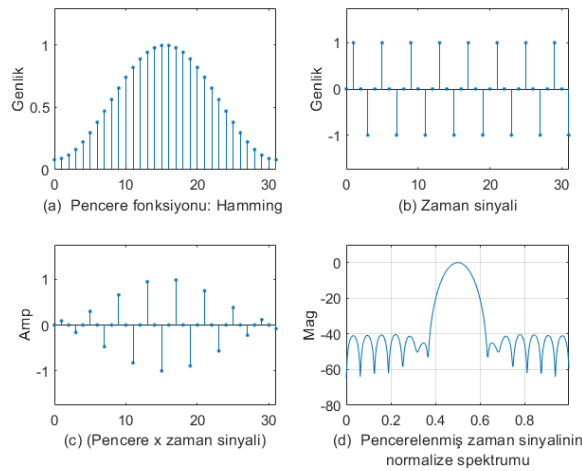 Genlik
1
0.5
0
0 10 20 30
(a) Pencere fonksiyonu: Hamming
Genlik
1
0
-1
0 10 20 30
(b) Zaman sinyali
Amp
1
0
-1
0 10 20 30
(c) (Pencere x zaman sinyali)
Mag
0
-20
-40
-60
-80
0 0.2 0.4 0.6 0.8
(d) Pencerelenmiş zaman sinyalinin
normalize spektrumu